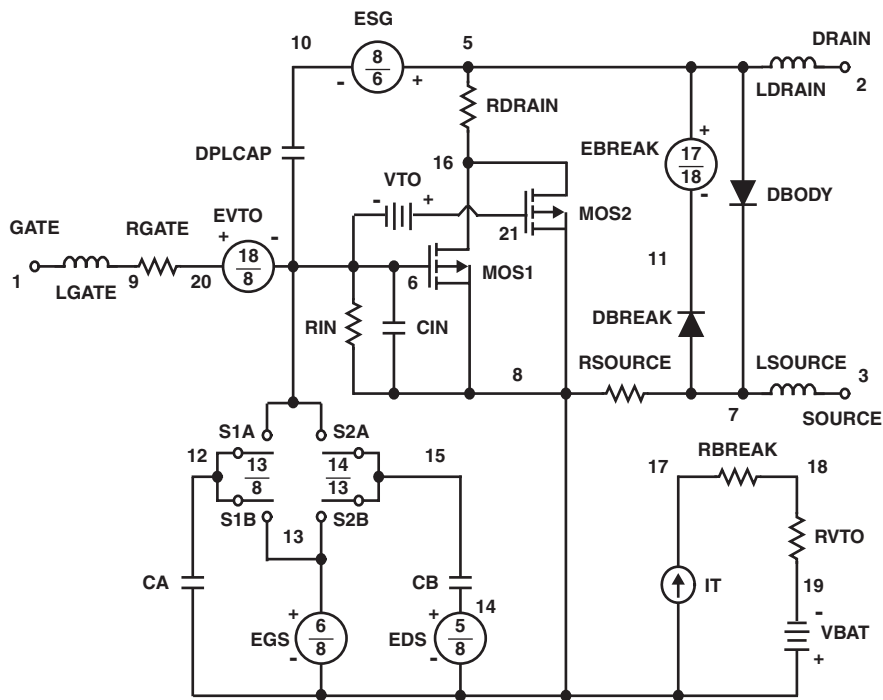 ESG
10
8
6
5
DRAIN
- +
2
RDRAIN
LDRAIN
DPLCAP
16
EBREAK
+
17
18
-
DBODY
VTO
- +
GATE
RGATE
EVTO
+ -
18
8
21
MOS2
11
1
9
20
6
MOS1
LGATE
RIN
CIN
DBREAK
8
RSOURCE
LSOURCE
3
7
SOURCE
S1A
S2A
12
13
8
14
13
15
RBREAK
17
18
S1B
S2B
13
RVTO
CA
CB
IT
19
14
+
6
8
-
EGS
+
5
8
-
EDS
-
VBAT
+